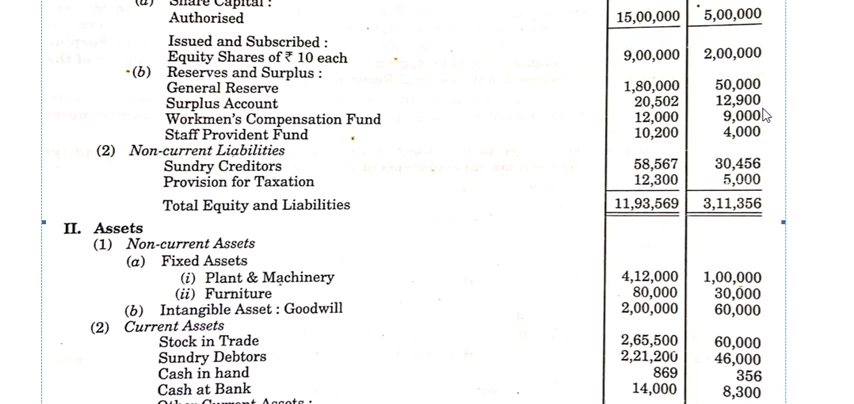 (a) Share Capital :
Authorised 15,00,000 5,00,000
Issued and Subscribed :
Equity Shares of ₹ 10 each 9,00,000 2,00,000
(b) Reserves and Surplus :
General Reserve 1,80,000 50,000
Surplus Account 20,502 12,900
Workmen's Compensation Fund 12,000 9,000
Staff Provident Fund 10,200 4,000
(2) Non-current Liabilities
Sundry Creditors 58,567 30,456
Provision for Taxation 12,300 5,000
Total Equity and Liabilities 11,93,569 3,11,356
II. Assets
(1) Non-current Assets
(a) Fixed Assets
(i) Plant & Machinery 4,12,000 1,00,000
(ii) Furniture 80,000 30,000
(b) Intangible Asset : Goodwill 2,00,000 60,000
(2) Current Assets
Stock in Trade 2,65,500 60,000
Sundry Debtors 2,21,200 46,000
Cash in hand 869 356
Cash at Bank 14,000 8,300
Other Current Assets :